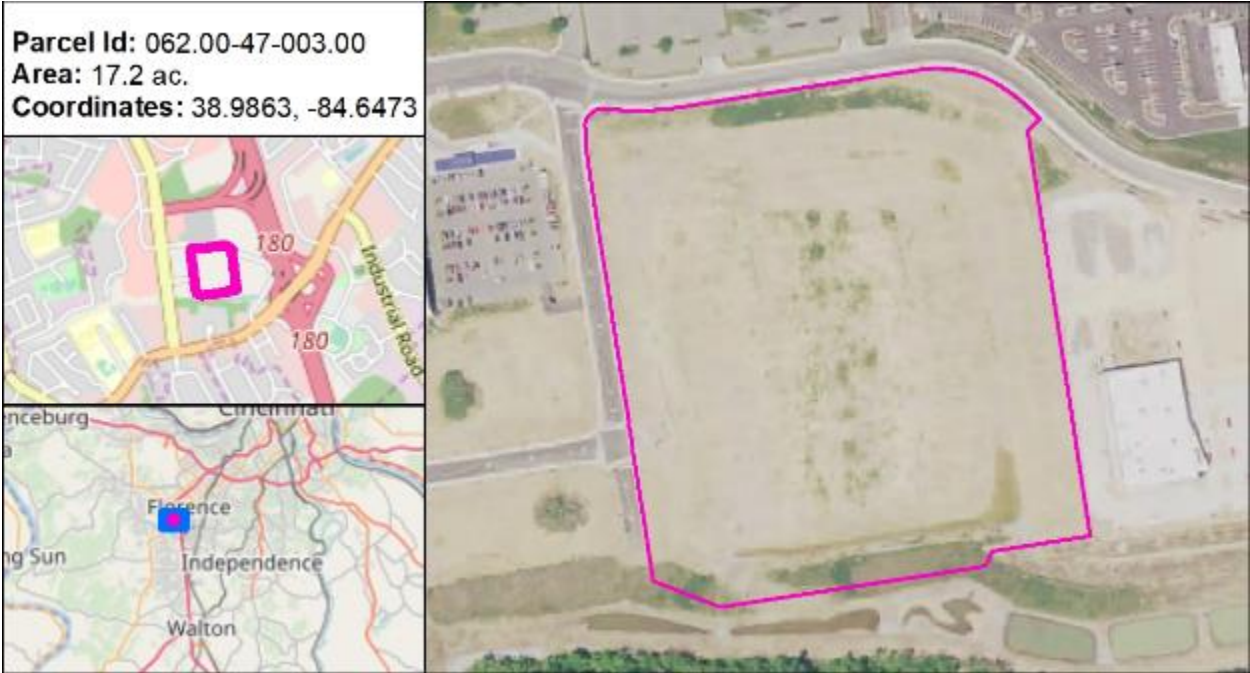 Parcel Id: 062.00-47-003.00
Area: 17.2 ac.
Coordinates: 38.9863, -84.6473
180
Industrial Road
180
Cincinnati
enceburg
a
Florence
ng Sun
Independence
Walton